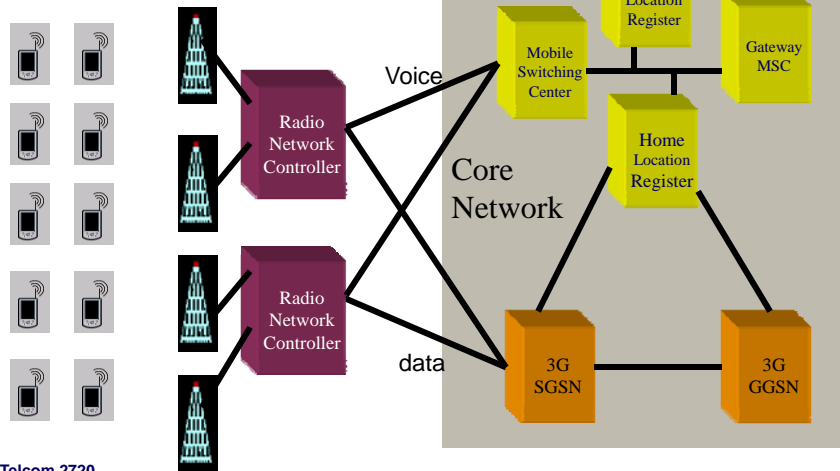 Location
Register
Mobile
Switching
Center
Gateway
MSC
Voice
Radio
Network
Controller
Home
Location
Register
Core
Network
Radio
Network
Controller
data
3G
SGSN
3G
GGSN
Telcom 2720